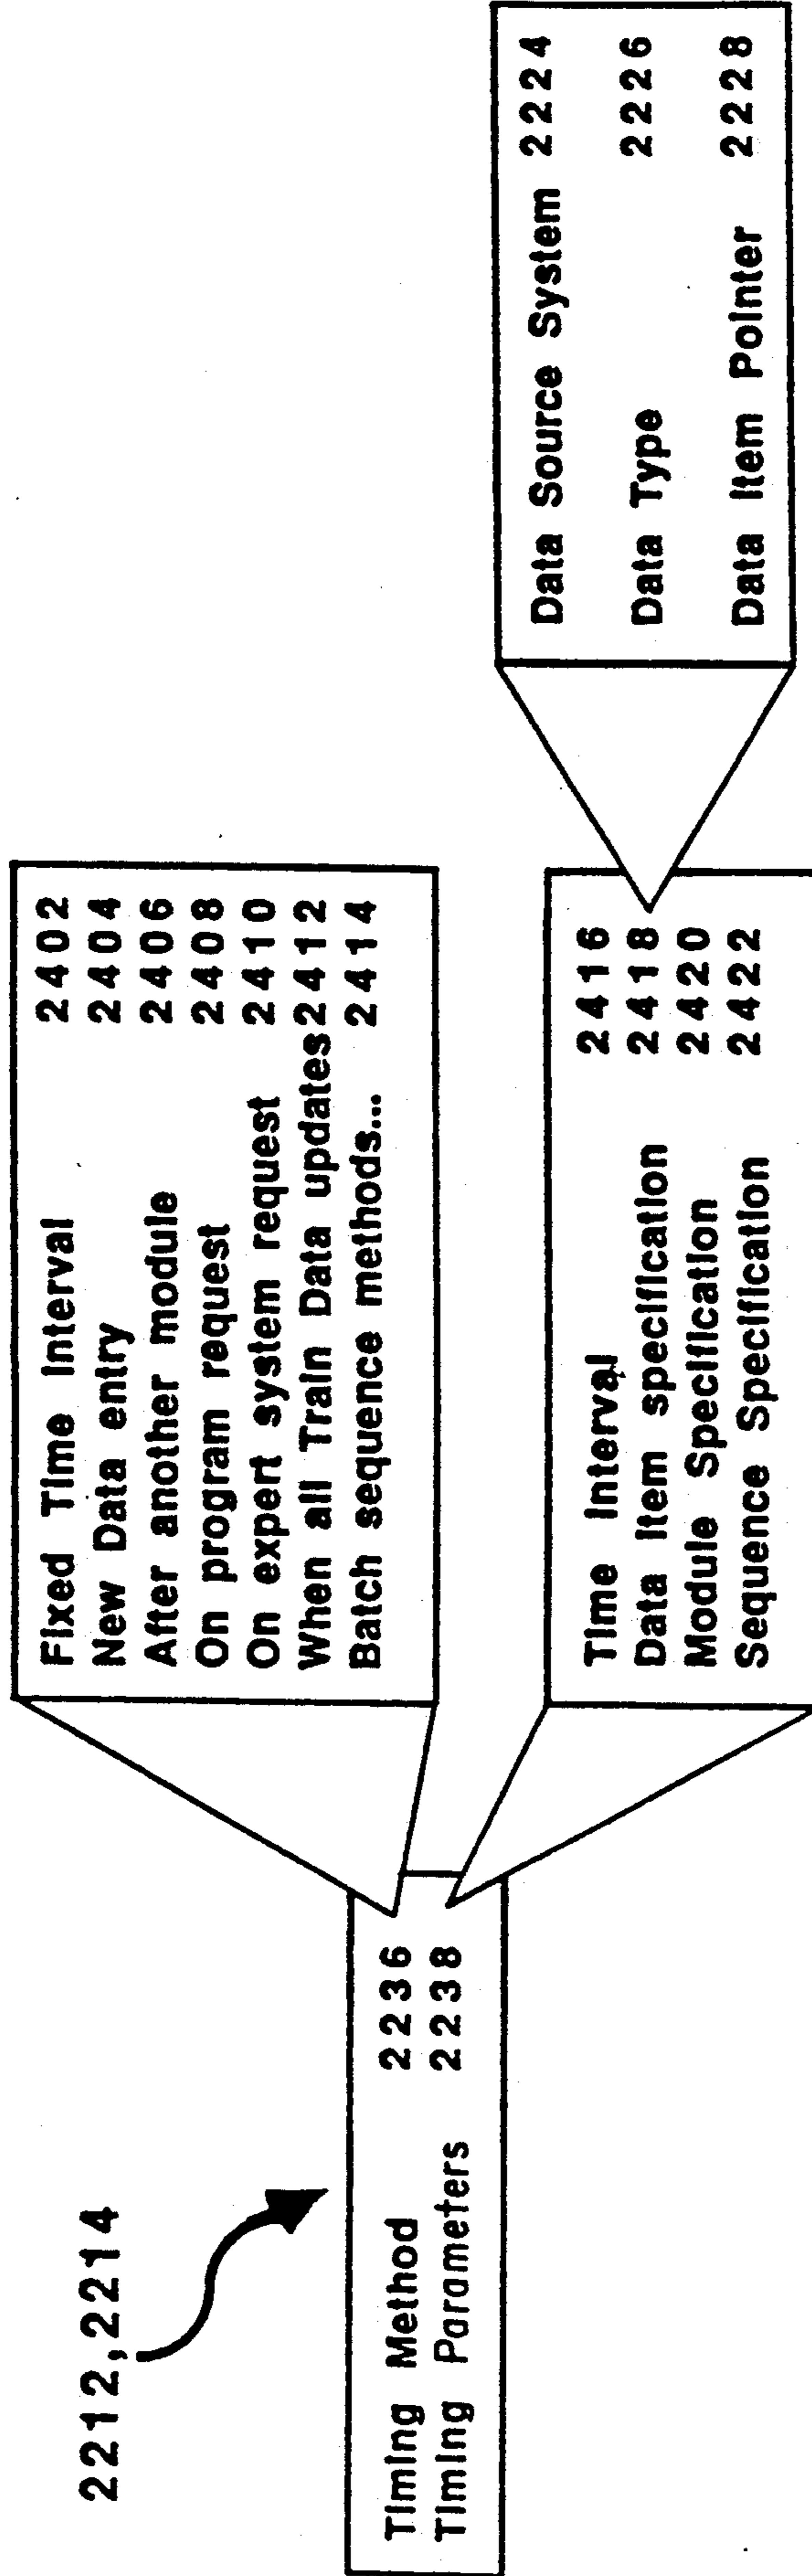 2212,2214
Timing Method 2236
Timing Parameters 2238
Fixed Time Interval 2402
New Data entry 2404
After another module 2406
On program request 2408
On expert system request 2410
When all Train Data updates 2412
Batch sequence methods... 2414
Time Interval 2416
Data Item specification 2418
Module Specification 2420
Sequence Specification 2422
Data Source System 2224
Data Type 2226
Data Item Pointer 2228